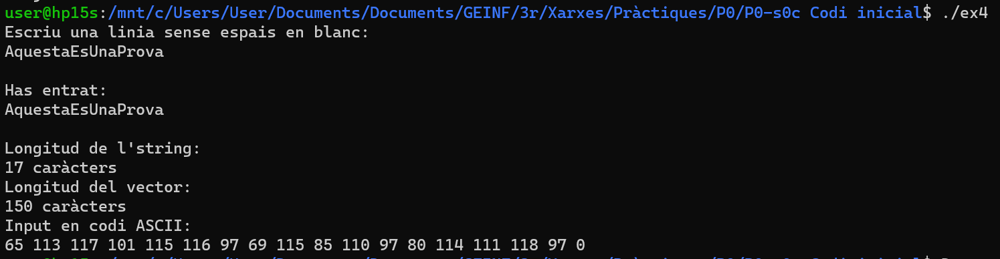 user@hp15s:/mnt/c/Users/User/Documents/Documents/GEINF/3r/Xarxes/Pràctiques/P0/P0-s0c Codi inicial$ ./ex4
Escriu una linia sense espais en blanc:
AquestaEsUnaProva
Has entrat:
AquestaEsUnaProva
Longitud de l'string:
17 caràcters
Longitud del vector:
150 caràcters
Input en codi ASCII:
65 113 117 101 115 116 97 69 115 85 110 97 80 114 111 118 97 0